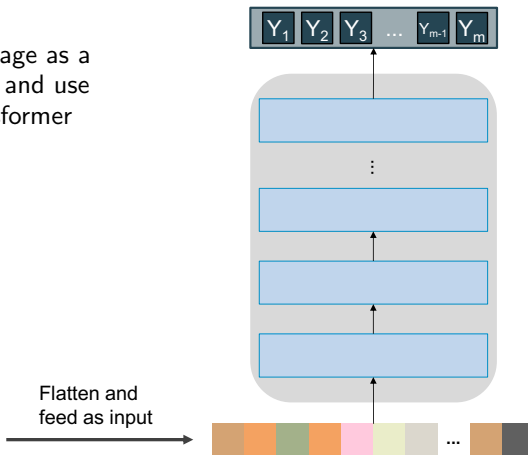 age as a
and use
former
Y1 Y2 Y3 ... Ym-1 Ym
⋮
Flatten and
feed as input
...